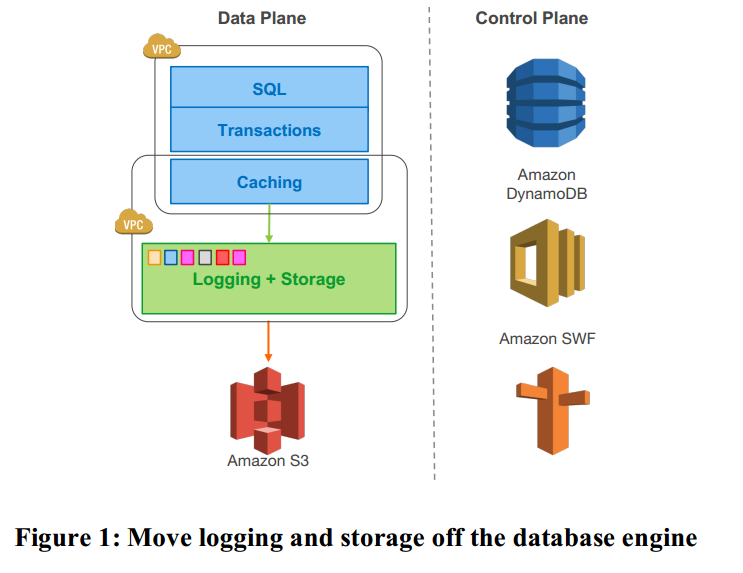 Data Plane
Control Plane
VPC
SQL
Transactions
Caching
VPC
Logging + Storage
Amazon S3
Amazon
DynamoDB
Amazon SWF
Figure 1: Move logging and storage off the database engine